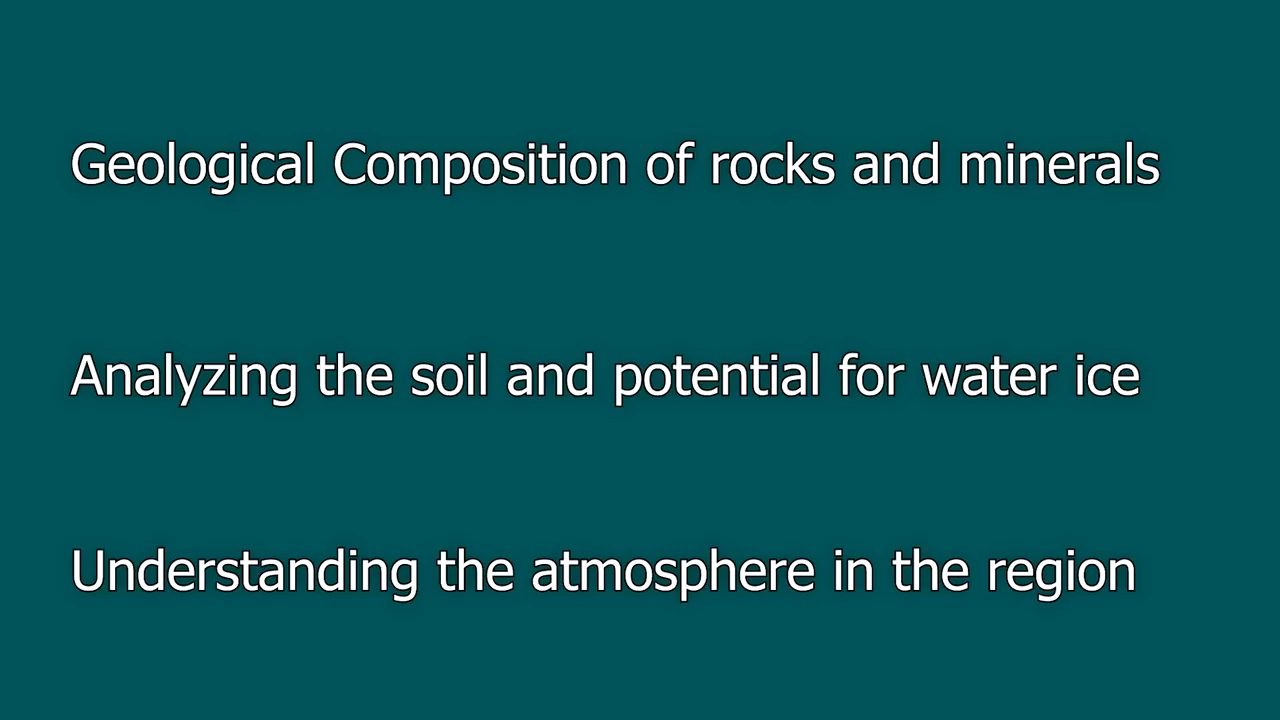 Geological Composition of rocks and minerals
Analyzing the soil and potential for water ice
Understanding the atmosphere in the region